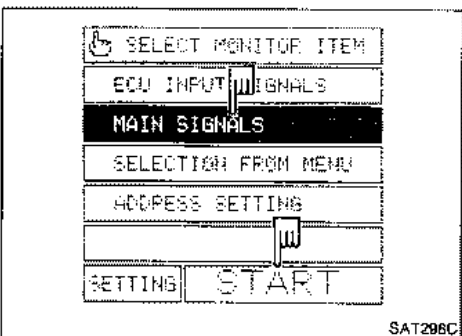 SELECT MONITOR ITEM
ECU INPUT SIGNALS
MAIN SIGNALS
SELECTION FROM MENU
ADDRESS SETTING
SETTING START
SAT296C